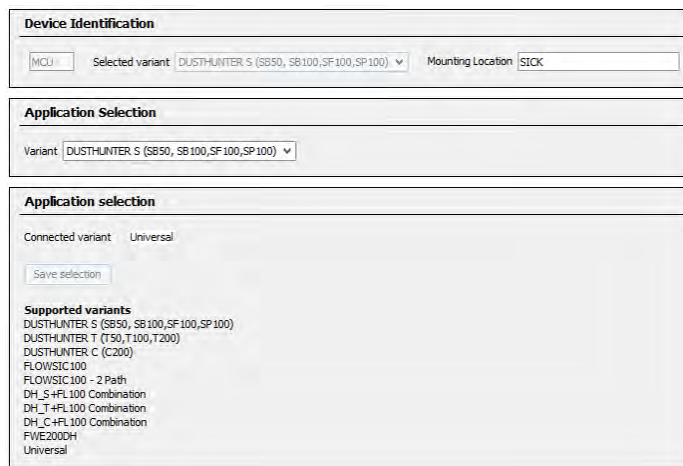 Device Identification
MCU Selected variant DUSTHUNTER S (SB50, SB100,SF100,SP100) Mounting Location SICK
Application Selection
Variant DUSTHUNTER S (SB50, SB100,SF100,SP100)
Application selection
Connected variant Universal
Save selection
Supported variants
DUSTHUNTER S (SB50, SB100,SF100,SP100)
DUSTHUNTER T (T50,T100,T200)
DUSTHUNTER C (C200)
FLOWSIC100
FLOWSIC100 - 2 Path
DH_S+FL100 Combination
DH_T+FL100 Combination
DH_C+FL100 Combination
FWE200DH
Universal